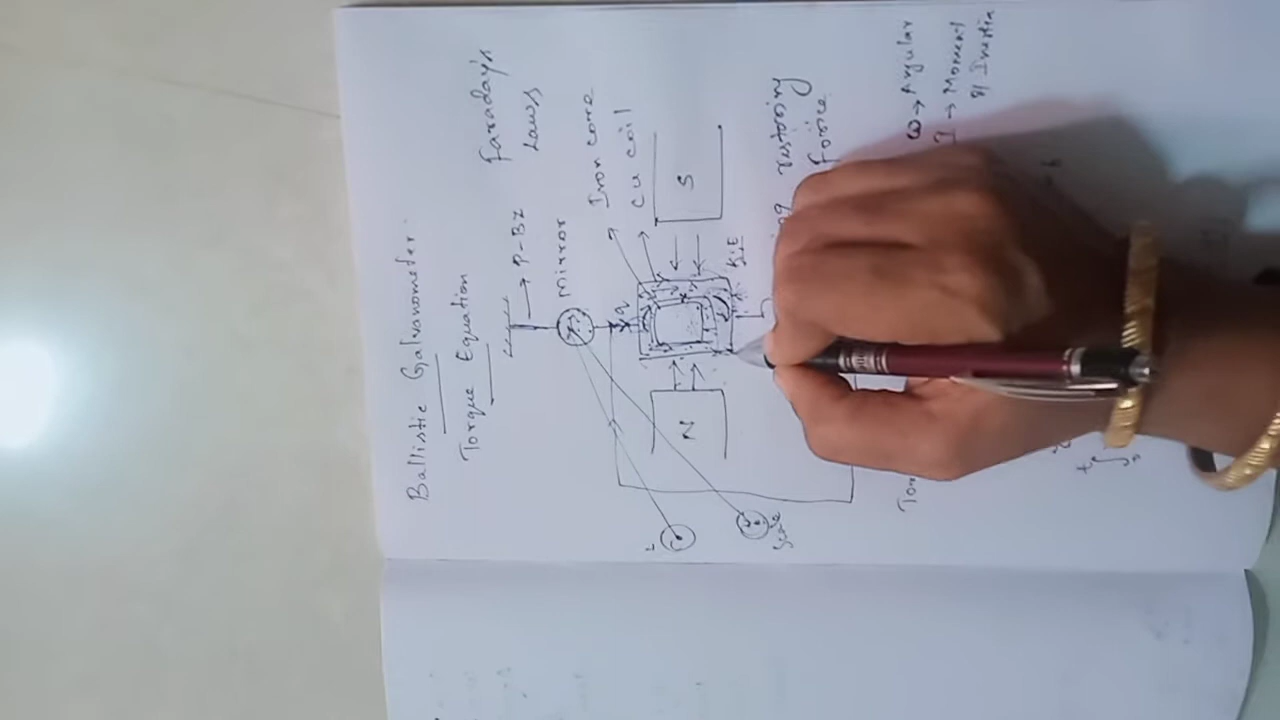 Ballistic Galvanometer
Torque Equation
Faraday's
Laws
P-Bz
Mirror
Iron core
Cu coil
N
S
L
Scale
K.E
restoring
force
ω → Angular
I → Moment
of Inertia
t